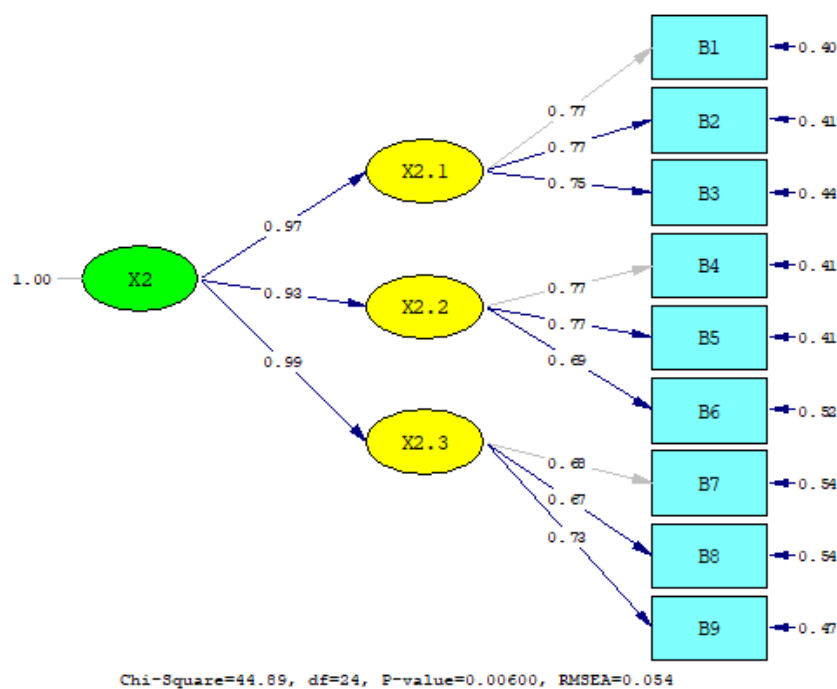 B1
0.40
0.77
B2
0.41
0.77
X2.1
0.75
B3
0.44
0.97
B4
0.41
0.77
1.00
X2
0.93
X2.2
0.77
B5
0.41
0.69
B6
0.52
0.99
X2.3
0.68
B7
0.54
0.67
B8
0.54
0.73
B9
0.47
Chi-Square=44.89, df=24, P-value=0.00600, RMSEA=0.054